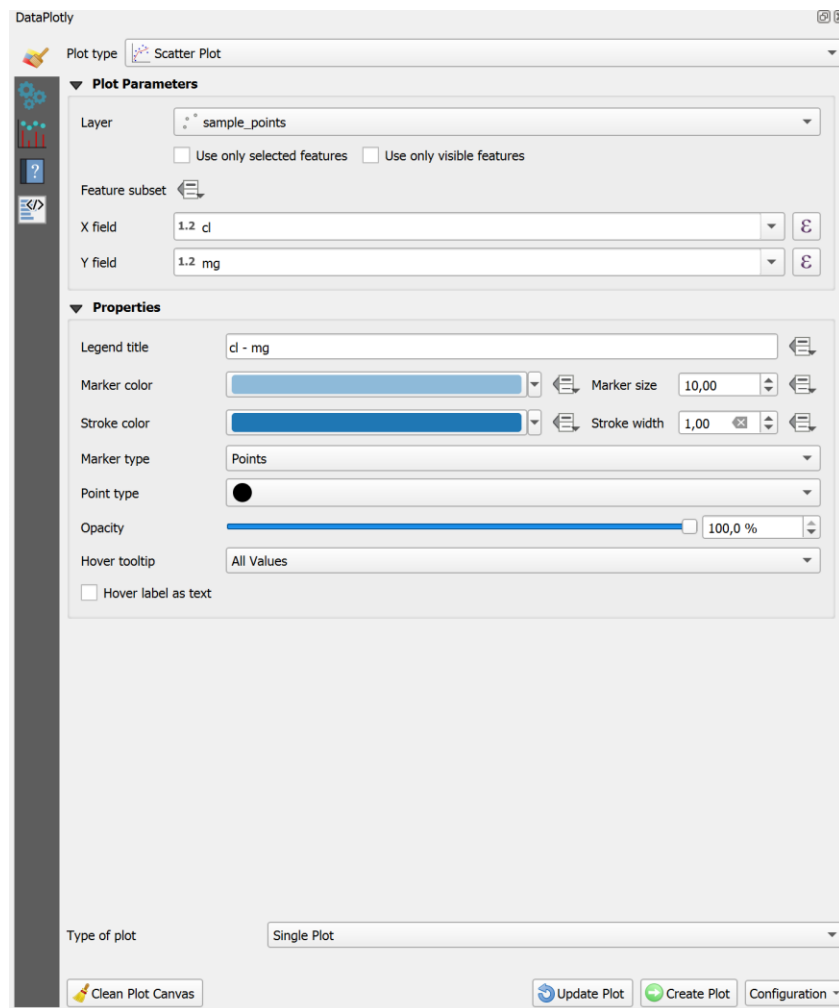 DataPlotly
Plot type Scatter Plot
Plot Parameters
Layer sample_points
Use only selected features Use only visible features
Feature subset
X field 1.2 cl ε
Y field 1.2 mg ε
Properties
Legend title cl - mg
Marker color Marker size 10,00
Stroke color Stroke width 1,00
Marker type Points
Point type
Opacity 100,0 %
Hover tooltip All Values
Hover label as text
Type of plot Single Plot
Clean Plot Canvas Update Plot Create Plot Configuration